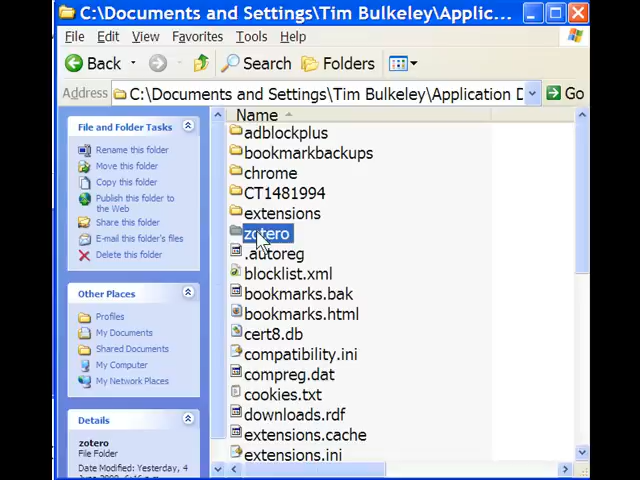 C:\Documents and Settings\Tim Bulkeley\Applic...
File Edit View Favorites Tools Help
Back Search Folders
Address C:\Documents and Settings\Tim Bulkeley\Application D Go
File and Folder Tasks
Rename this folder
Move this folder
Copy this folder
Publish this folder to
the Web
Share this folder
E-mail this folder's files
Delete this folder
Other Places
Profiles
My Documents
Shared Documents
My Computer
My Network Places
Details
zotero
File Folder
Date Modified: Yesterday, 4
Name
adblockplus
bookmarkbackups
chrome
CT1481994
extensions
zotero
.autoreg
blocklist.xml
bookmarks.bak
bookmarks.html
cert8.db
compatibility.ini
compreg.dat
cookies.txt
downloads.rdf
extensions.cache
extensions.ini